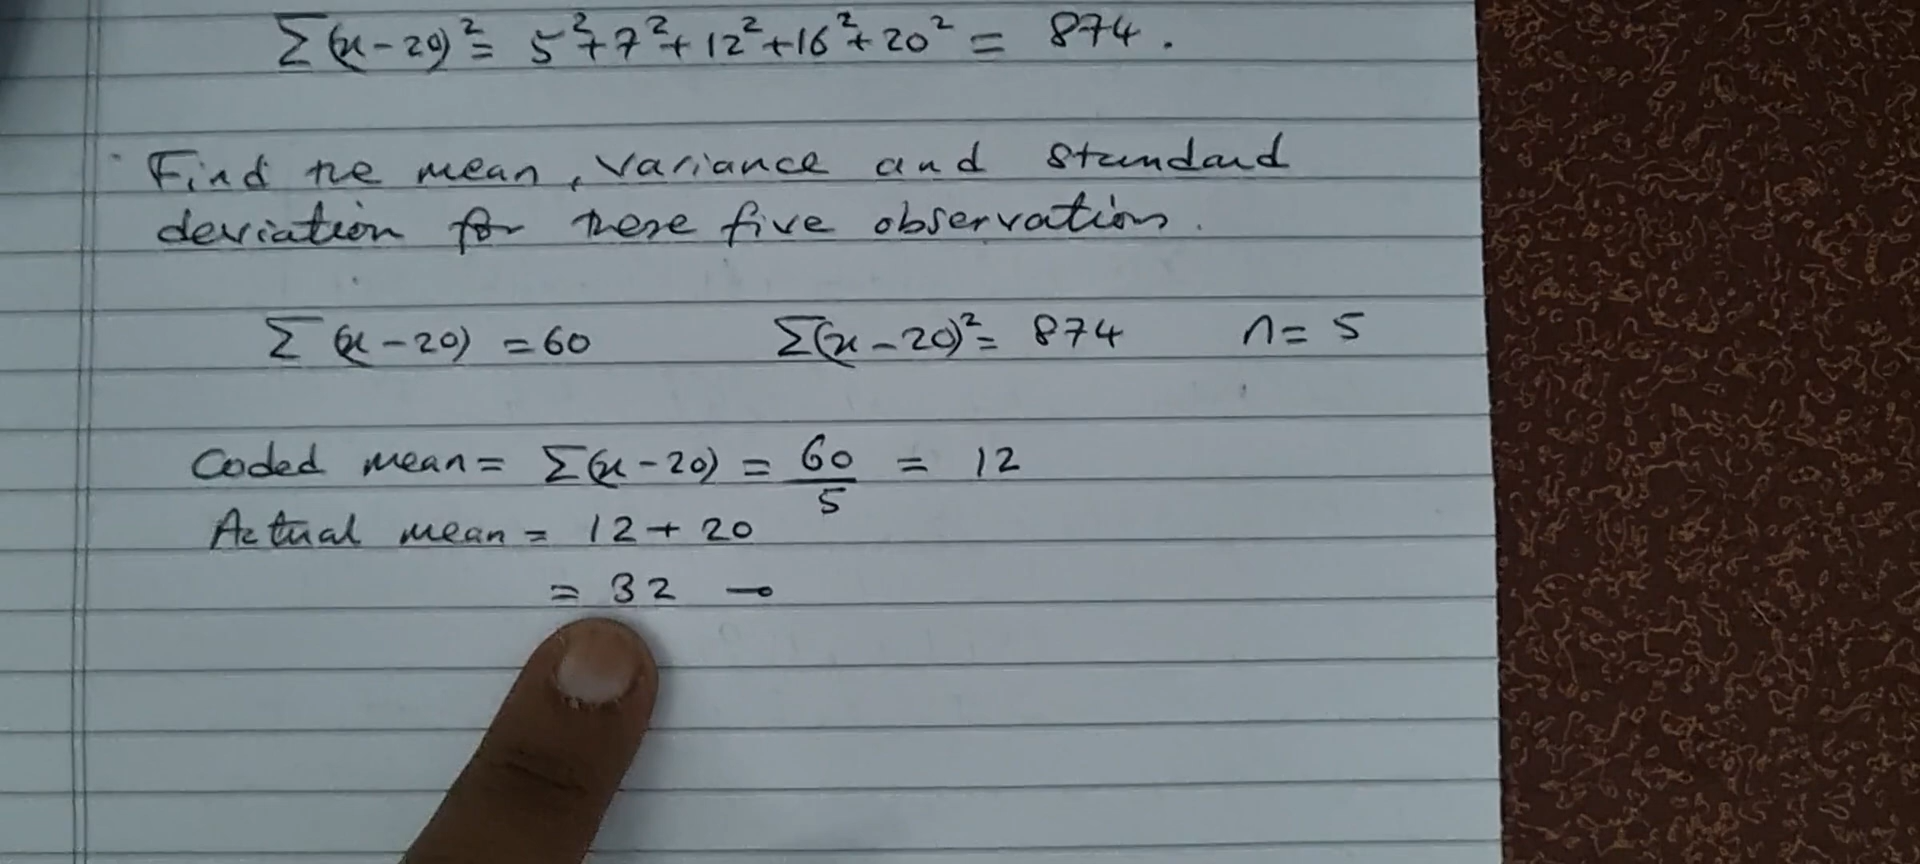 Σ(x-20)² = 5²+7²+12²+16²+20² = 874.
Find the mean, variance and standard
deviation for these five observations.
Σ(x-20) = 60 Σ(x-20)² = 874 n = 5
Coded mean = Σ(x-20) = 60/5 = 12
Actual mean = 12 + 20
= 32